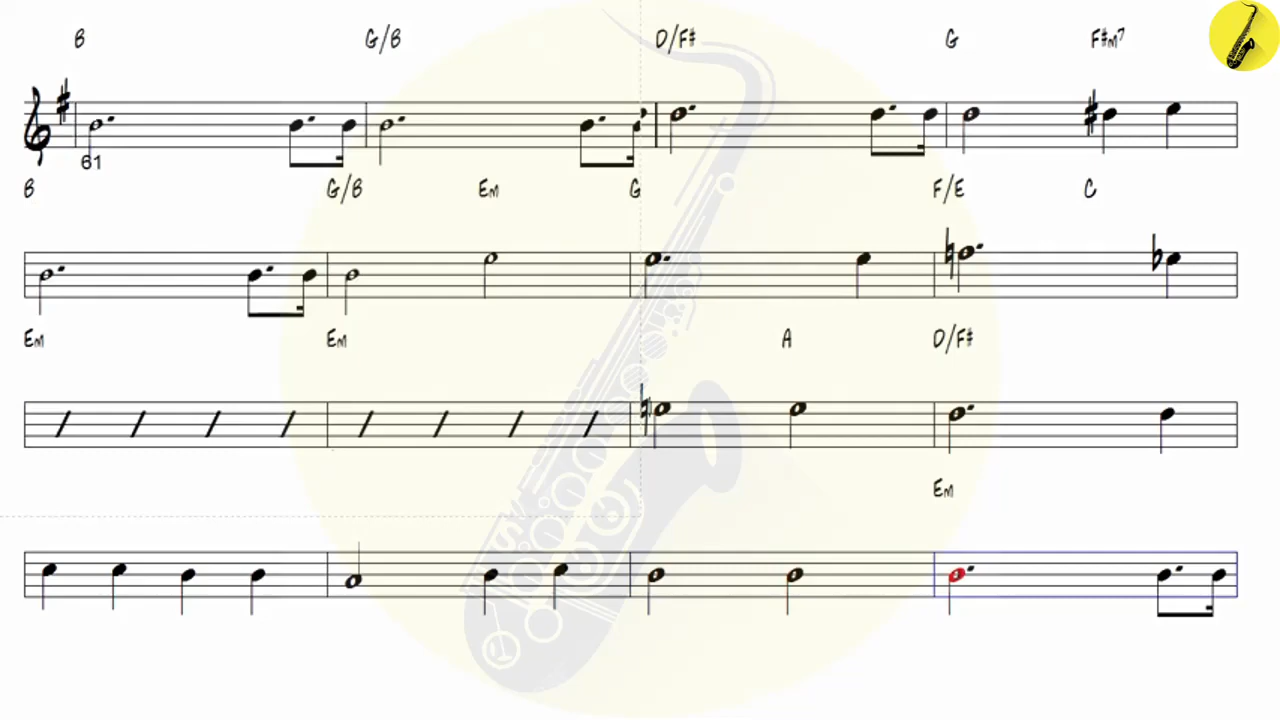 B G/B D/F# G F#m7
61
B G/B Em G F/E C
Em Em A D/F#
Em